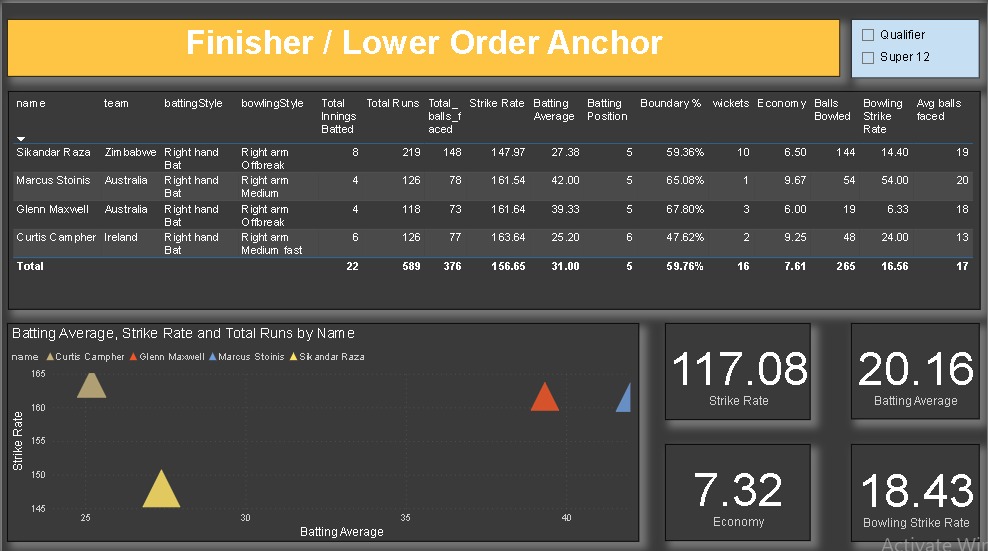 Finisher / Lower Order Anchor
Qualifier
Super 12
name team battingStyle bowlingStyle Total Innings Batted Total Runs Total_balls_faced Strike Rate Batting Average Batting Position Boundary % wickets Economy Balls Bowled Bowling Strike Rate Avg balls faced
Sikandar Raza Zimbabwe Right hand Bat Right arm Offbreak 8 219 148 147.97 27.38 5 59.36% 10 6.50 144 14.40 19
Marcus Stoinis Australia Right hand Bat Right arm Medium 4 126 78 161.54 42.00 5 65.08% 1 9.67 54 54.00 20
Glenn Maxwell Australia Right hand Bat Right arm Offbreak 4 118 73 161.64 39.33 5 67.80% 3 6.00 19 6.33 18
Curtis Campher Ireland Right hand Bat Right arm Medium fast 6 126 77 163.64 25.20 6 47.62% 2 9.25 48 24.00 13
Total 22 589 376 156.65 31.00 5 59.76% 16 7.61 265 16.56 17
Batting Average, Strike Rate and Total Runs by Name
name Curtis Campher Glenn Maxwell Marcus Stoinis Sikandar Raza
165
160
155
150
145
Strike Rate
25 30 35 40
Batting Average
117.08
Strike Rate
20.16
Batting Average
7.32
Economy
18.43
Bowling Strike Rate
Activate Win